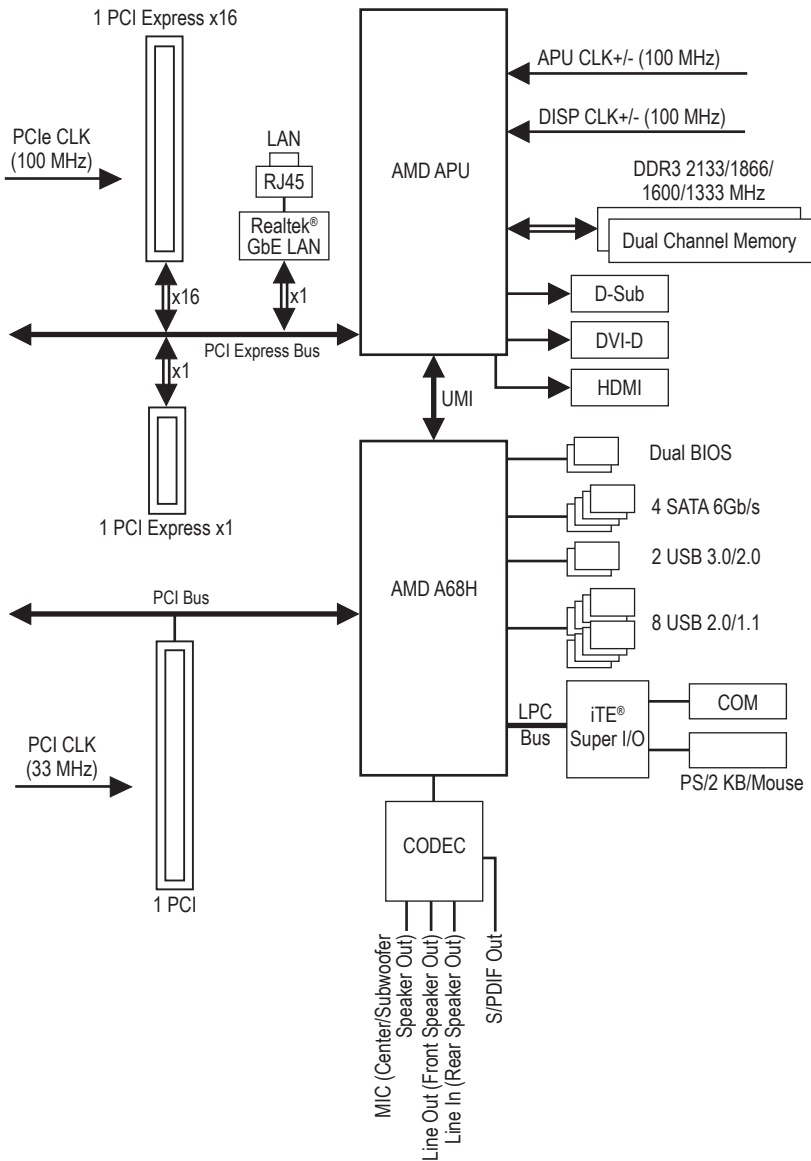 1 PCI Express x16
PCIe CLK
(100 MHz)
LAN
RJ45
Realtek®
GbE LAN
x16
x1
PCI Express Bus
x1
1 PCI Express x1
AMD APU
APU CLK+/- (100 MHz)
DISP CLK+/- (100 MHz)
DDR3 2133/1866/
1600/1333 MHz
Dual Channel Memory
D-Sub
DVI-D
HDMI
UMI
AMD A68H
Dual BIOS
4 SATA 6Gb/s
2 USB 3.0/2.0
8 USB 2.0/1.1
PCI Bus
LPC
Bus
iTE®
Super I/O
COM
PS/2 KB/Mouse
PCI CLK
(33 MHz)
1 PCI
CODEC
MIC (Center/Subwoofer
Speaker Out)
Line Out (Front Speaker Out)
Line In (Rear Speaker Out)
S/PDIF Out